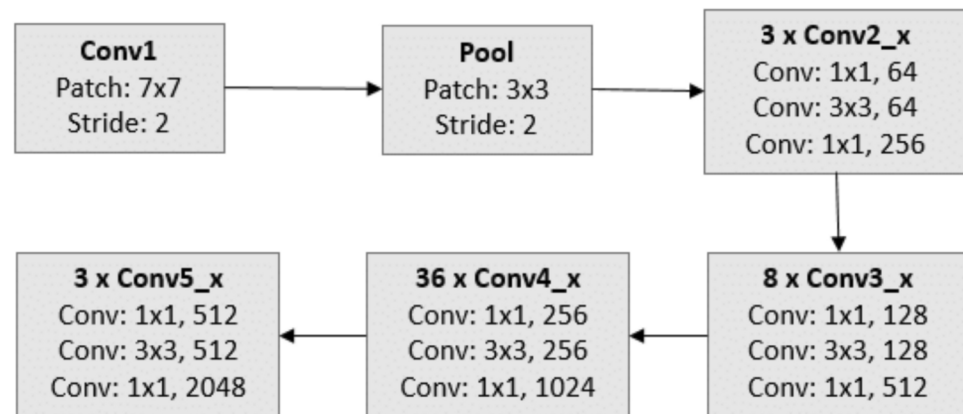 Conv1
Patch: 7x7
Stride: 2
Pool
Patch: 3x3
Stride: 2
3 x Conv2_x
Conv: 1x1, 64
Conv: 3x3, 64
Conv: 1x1, 256
8 x Conv3_x
Conv: 1x1, 128
Conv: 3x3, 128
Conv: 1x1, 512
36 x Conv4_x
Conv: 1x1, 256
Conv: 3x3, 256
Conv: 1x1, 1024
3 x Conv5_x
Conv: 1x1, 512
Conv: 3x3, 512
Conv: 1x1, 2048